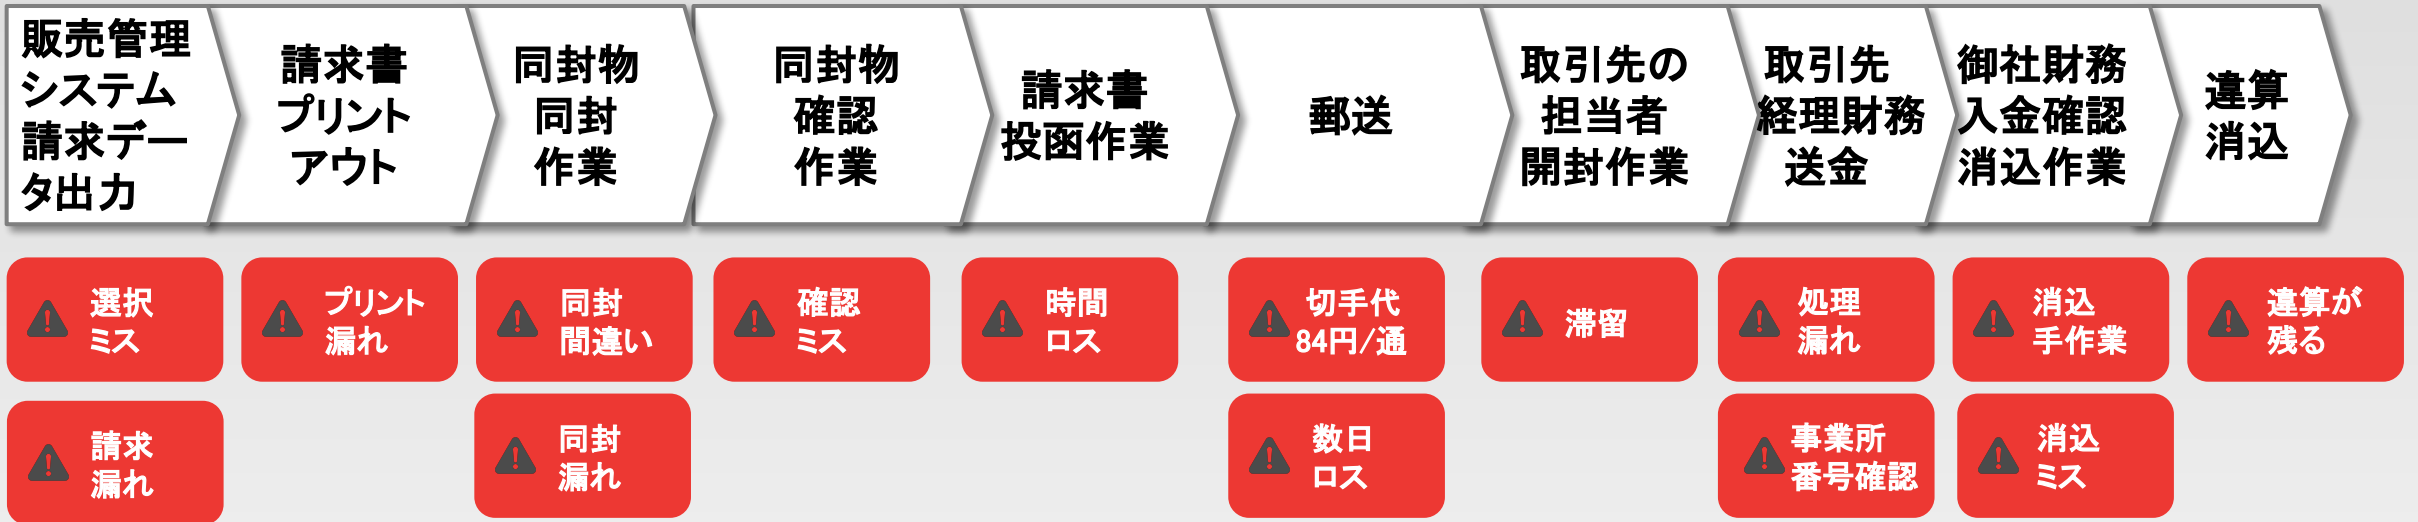 販売管理
システム
請求デー
タ出力
請求書
プリント
アウト
同封物
同封
作業
同封物
確認
作業
請求書
投函作業
郵送
取引先の
担当者
開封作業
取引先
経理財務
送金
御社財務
入金確認
消込作業
違算
消込
選択
ミス
プリント
漏れ
同封
間違い
確認
ミス
時間
ロス
切手代
84円/通
滞留
処理
漏れ
消込
手作業
違算が
残る
請求
漏れ
同封
漏れ
数日
ロス
事業所
番号確認
消込
ミス